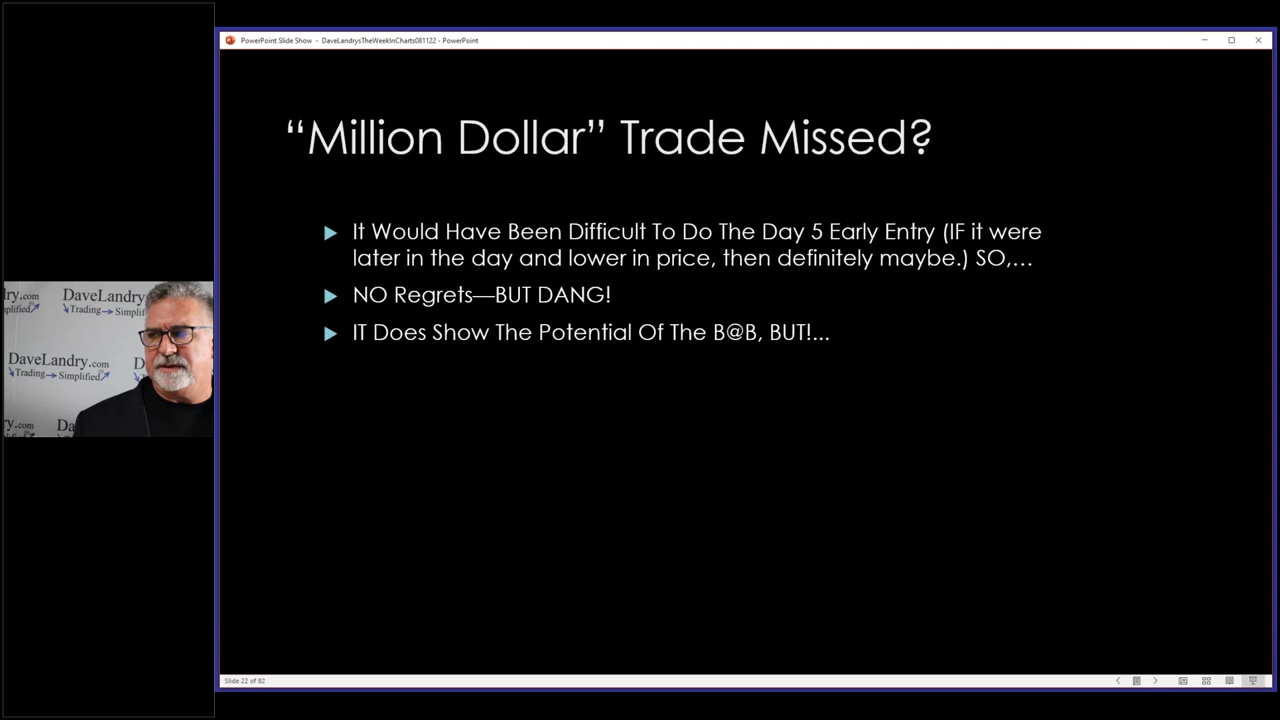 PowerPoint Slide Show - DaveLandrysTheWeekInCharts081122 - PowerPoint
“Million Dollar” Trade Missed?
It Would Have Been Difficult To Do The Day 5 Early Entry (IF it were
later in the day and lower in price, then definitely maybe.) SO,…
NO Regrets—BUT DANG!
IT Does Show The Potential Of The B@B, BUT!...
ry.com
DaveLandry.com
Trading
Simplif
DaveLandry.com
Trading Simplified
Slide 22 of 82